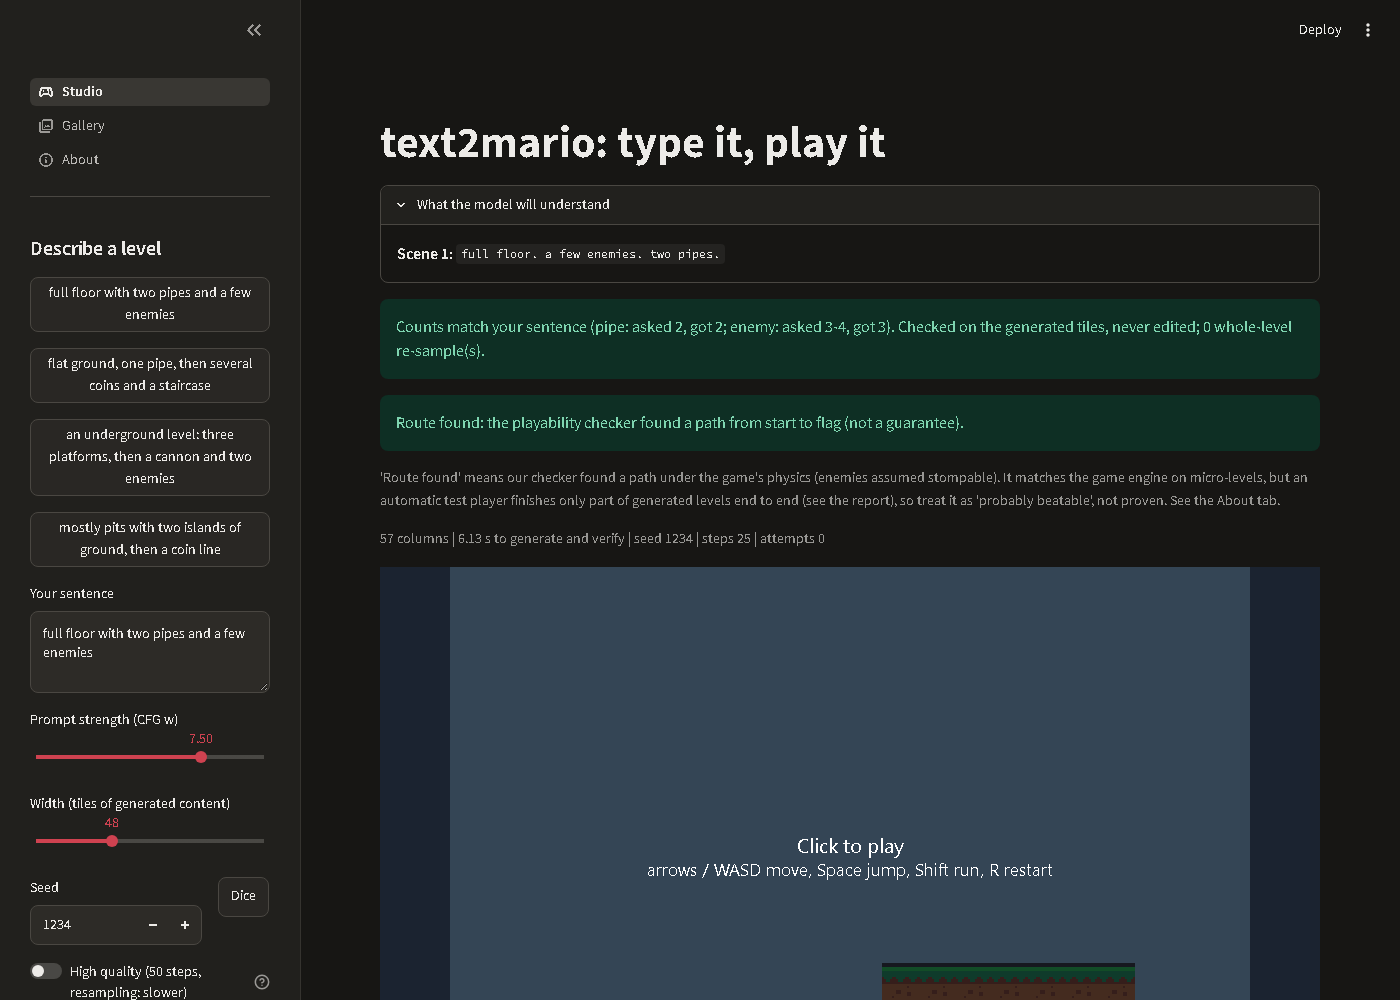 Deploy
Studio
Gallery
About
Describe a level
full floor with two pipes and a few
enemies
flat ground, one pipe, then several
coins and a staircase
an underground level: three
platforms, then a cannon and two
enemies
mostly pits with two islands of
ground, then a coin line
Your sentence
full floor with two pipes and a few
enemies
Prompt strength (CFG w)
7.50
Width (tiles of generated content)
48
Seed
Dice
1234
High quality (50 steps,
resampling: slower)
text2mario: type it, play it
What the model will understand
Scene 1: full floor. a few enemies. two pipes.
Counts match your sentence (pipe: asked 2, got 2; enemy: asked 3-4, got 3). Checked on the generated tiles, never edited; 0 whole-level
re-sample(s).
Route found: the playability checker found a path from start to flag (not a guarantee).
'Route found' means our checker found a path under the game's physics (enemies assumed stompable). It matches the game engine on micro-levels, but an
automatic test player finishes only part of generated levels end to end (see the report), so treat it as 'probably beatable', not proven. See the About tab.
57 columns | 6.13 s to generate and verify | seed 1234 | steps 25 | attempts 0
Click to play
arrows / WASD move, Space jump, Shift run, R restart